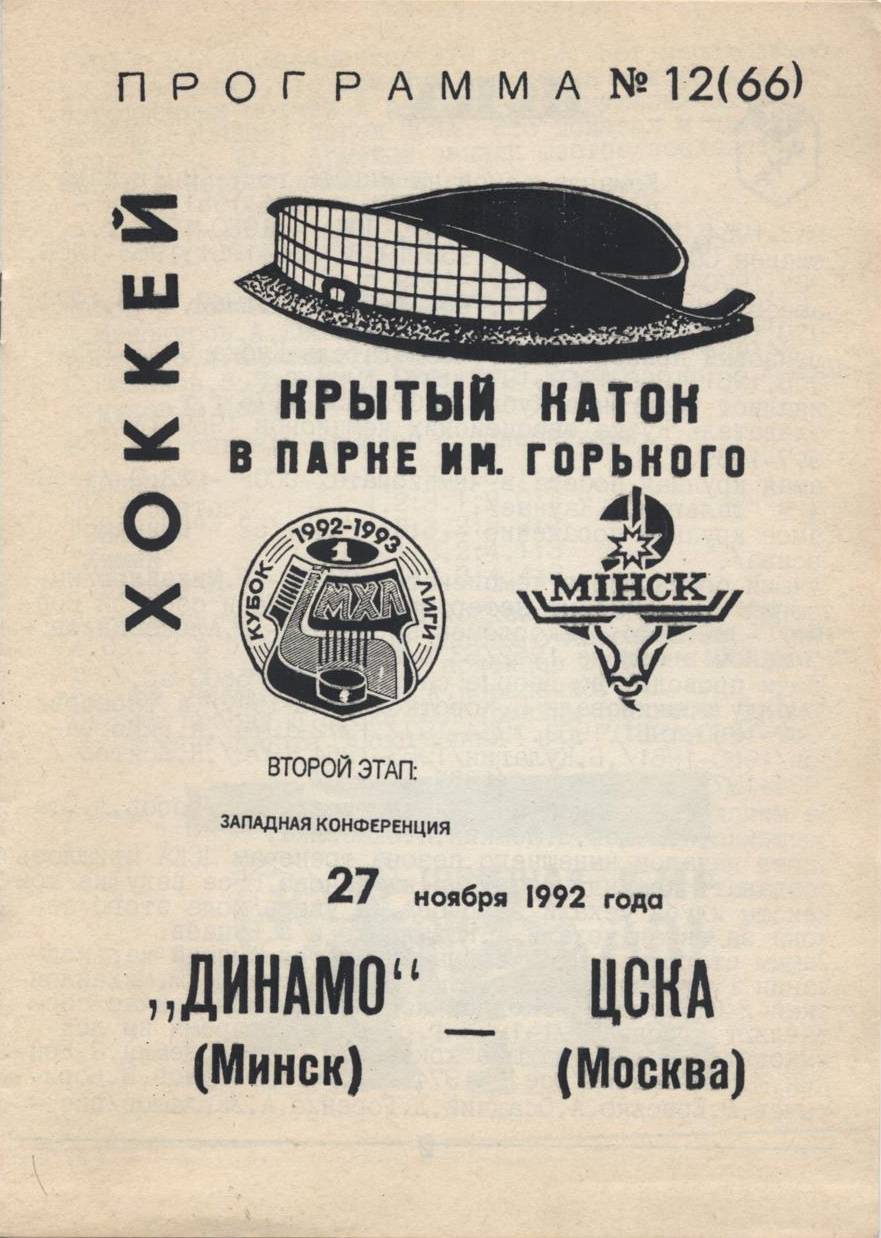 ПРОГРАММА № 12(66)
ХОККЕЙ
КРЫТЫЙ КАТОК
В ПАРКЕ ИМ. ГОРЬКОГО
КУБОК 1992-1993 ЛИГИ
1
МХЛ
МІНСК
ВТОРОЙ ЭТАП:
ЗАПАДНАЯ КОНФЕРЕНЦИЯ
27 ноября 1992 года
„ДИНАМО“ — ЦСКА
(Минск) (Москва)